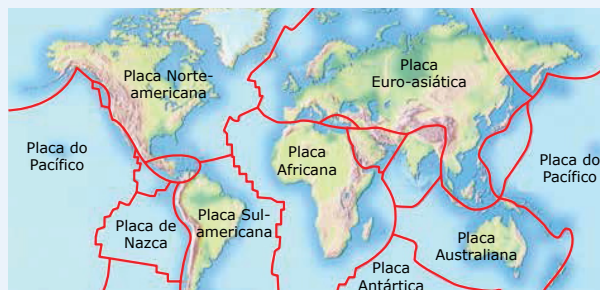 Placa Norte-
americana
Placa
Euro-asiática
Placa do
Pacífico
Placa
Africana
Placa do
Pacífico
Placa de
Nazca
Placa Sul-
americana
Placa
Australiana
Placa
Antártica